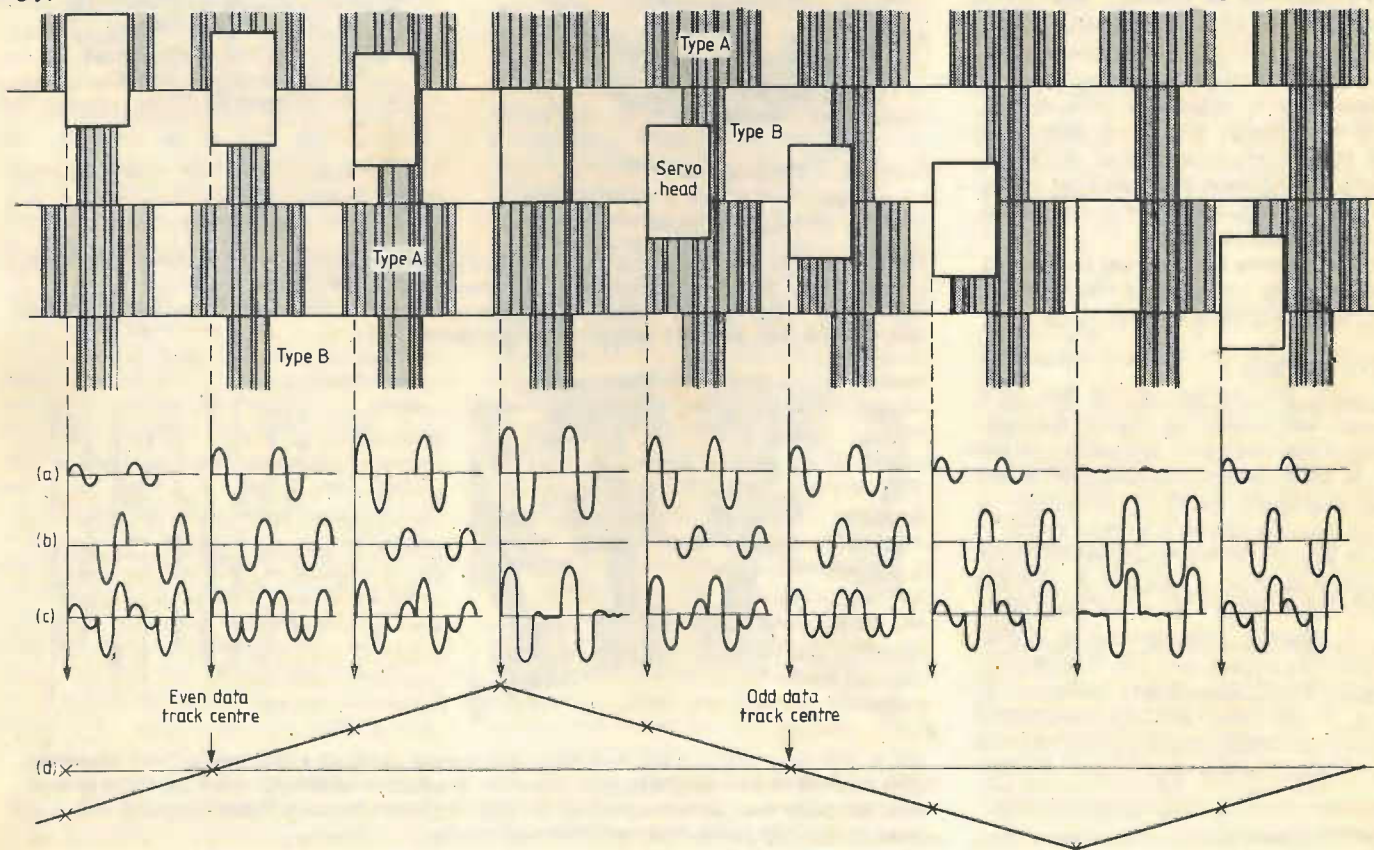 Type A
Type B
Servo
head
Type A
Type B
(a)
(b)
(c)
Even data
track centre
Odd data
track centre
(d)